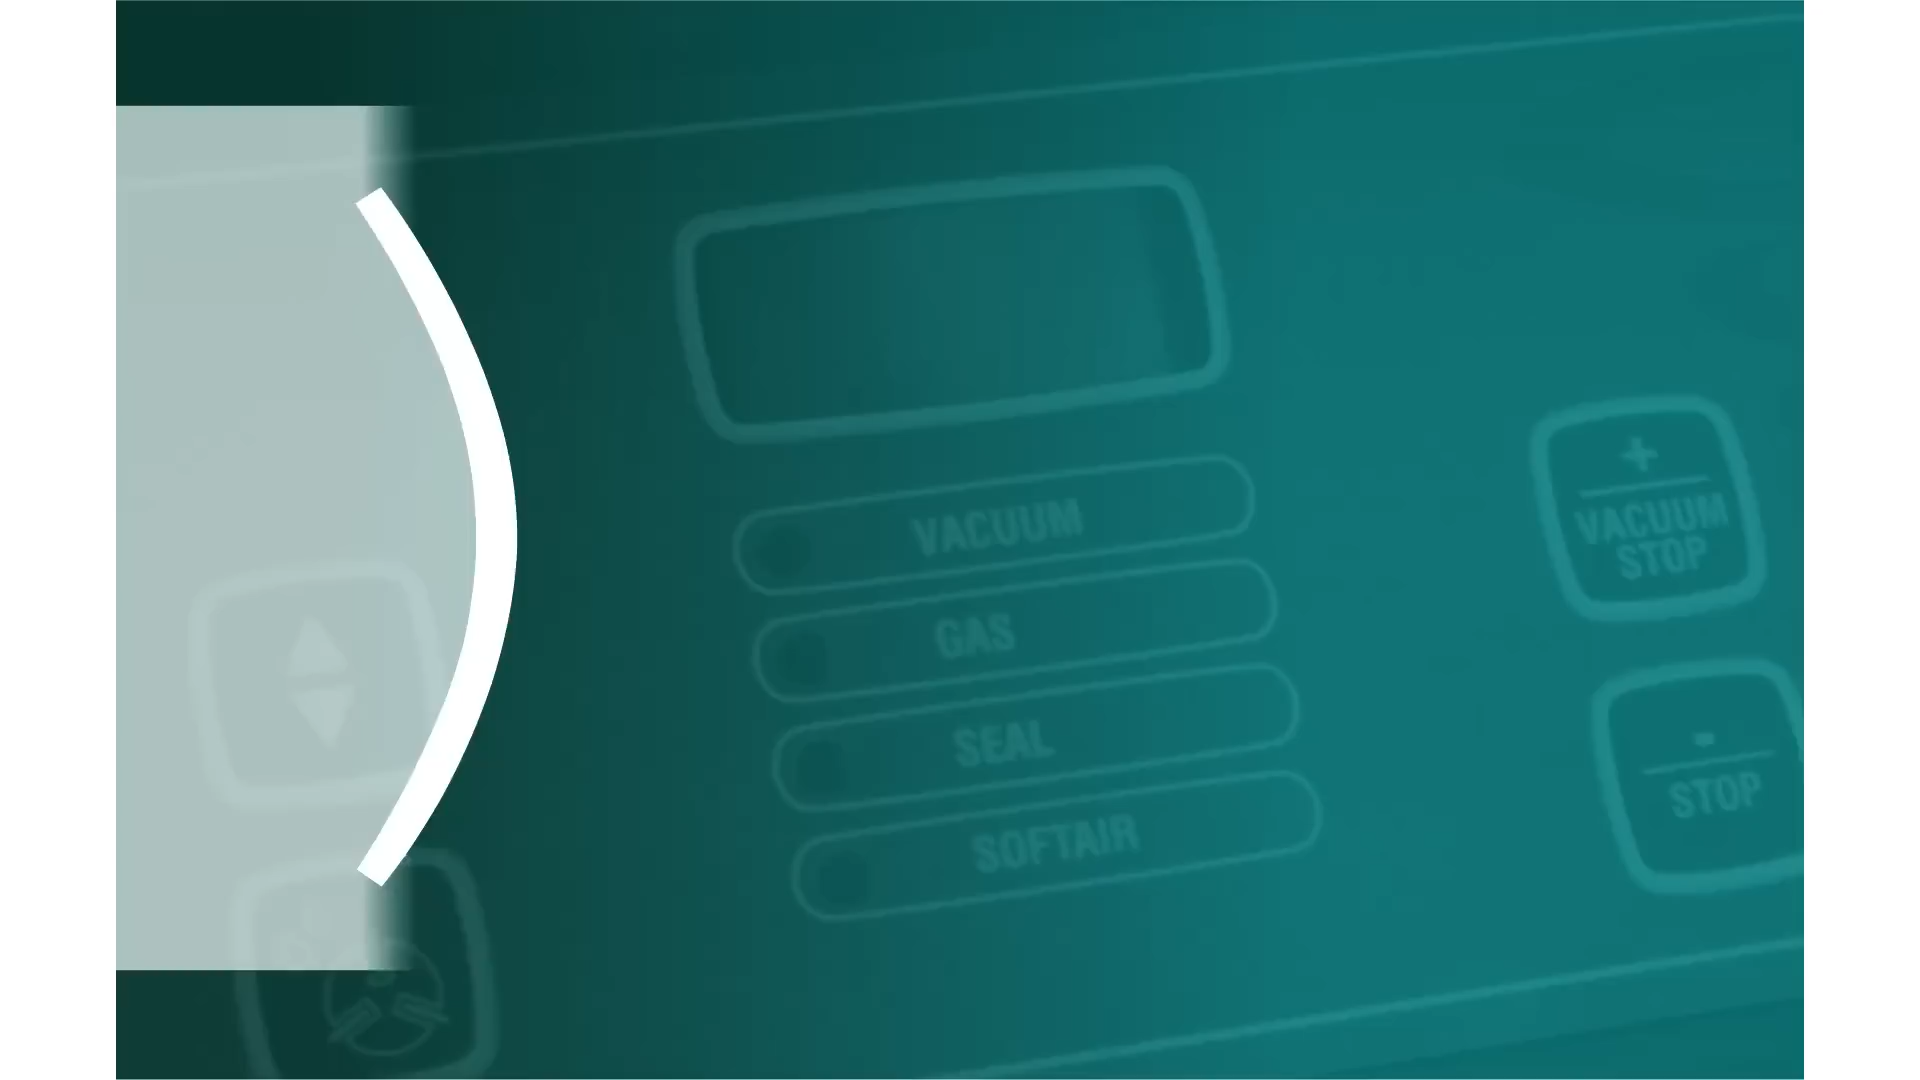 VACUUM
GAS
SEAL
SOFTAIR
+
VACUUM
STOP
-
STOP